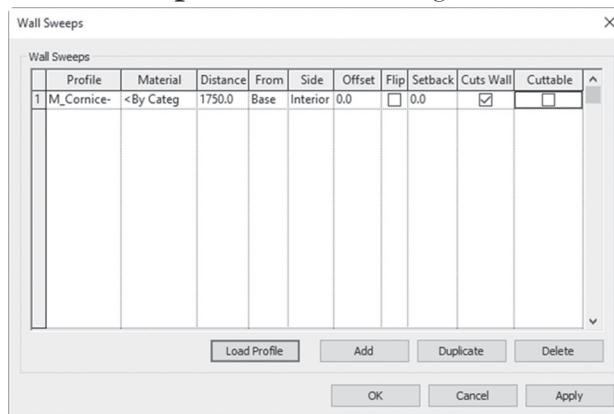 Wall Sweeps
Wall Sweeps
Profile Material Distance From Side Offset Flip Setback Cuts Wall Cuttable
1 M_Cornice- <By Categ 1750.0 Base Interior 0.0 0.0
Load Profile Add Duplicate Delete
OK Cancel Apply